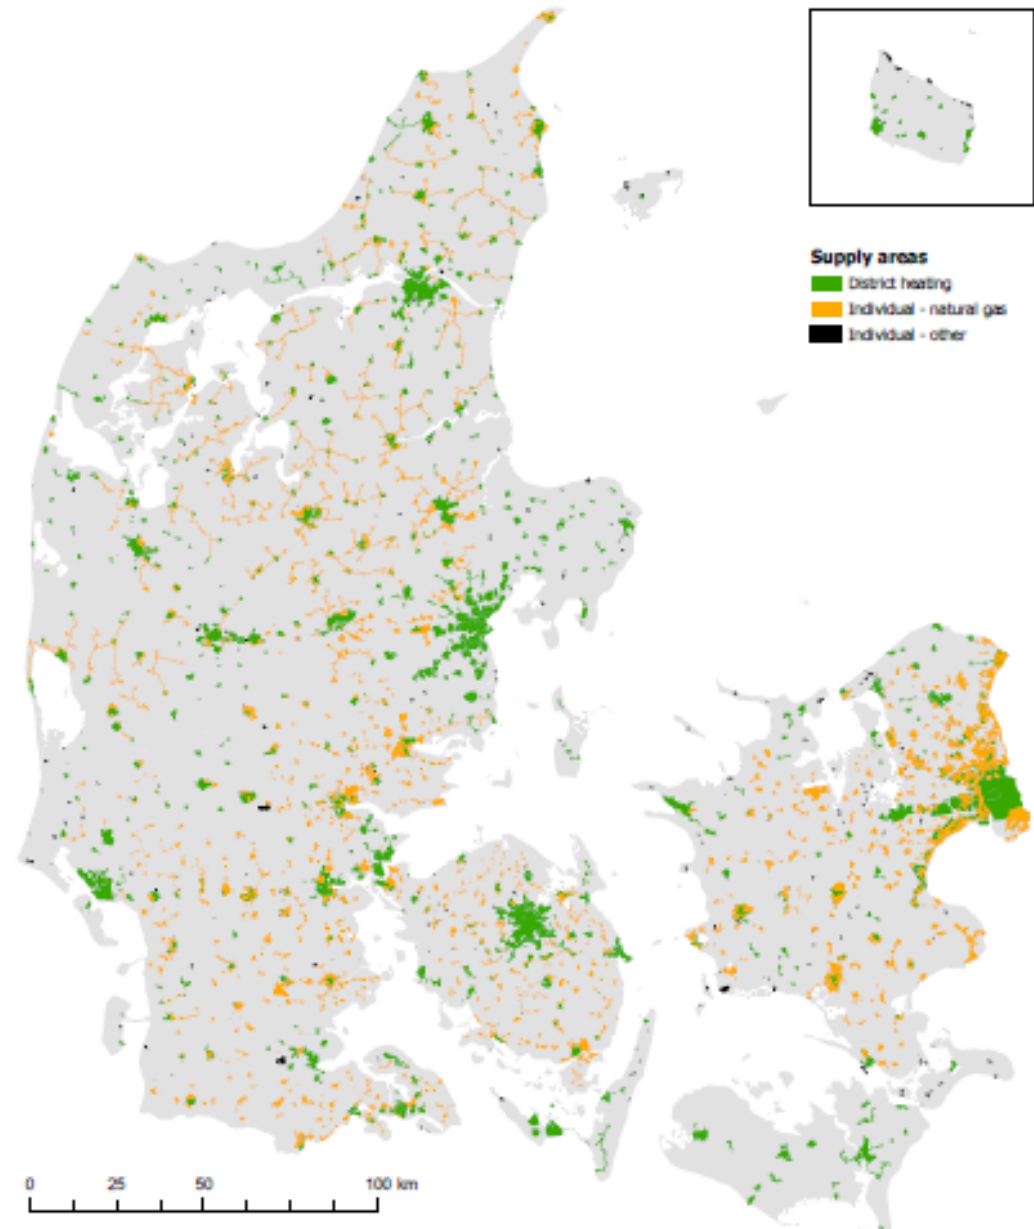 Supply areas
District heating
Individual - natural gas
Individual - other
0 25 50 100 km